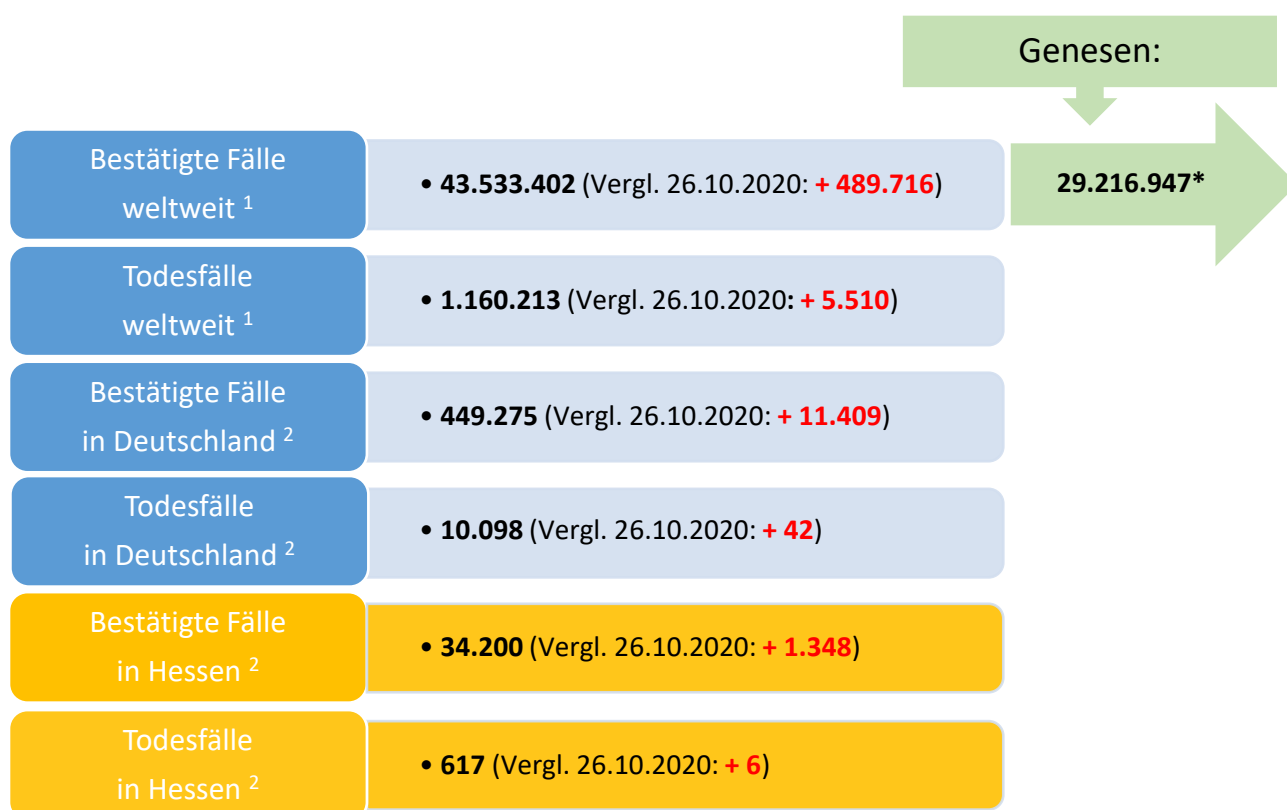 Genesen:
Bestätigte Fälle
weltweit ¹
• 43.533.402 (Vergl. 26.10.2020: + 489.716)
29.216.947*
Todesfälle
weltweit ¹
• 1.160.213 (Vergl. 26.10.2020: + 5.510)
Bestätigte Fälle
in Deutschland ²
• 449.275 (Vergl. 26.10.2020: + 11.409)
Todesfälle
in Deutschland ²
• 10.098 (Vergl. 26.10.2020: + 42)
Bestätigte Fälle
in Hessen ²
• 34.200 (Vergl. 26.10.2020: + 1.348)
Todesfälle
in Hessen ²
• 617 (Vergl. 26.10.2020: + 6)